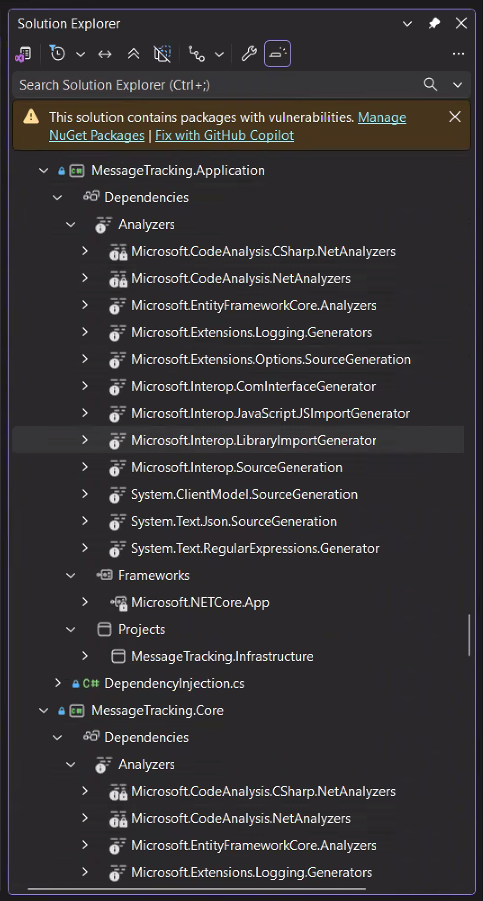 Solution Explorer
Search Solution Explorer (Ctrl+;)
This solution contains packages with vulnerabilities. Manage
NuGet Packages | Fix with GitHub Copilot
C# MessageTracking.Application
Dependencies
Analyzers
Microsoft.CodeAnalysis.CSharp.NetAnalyzers
Microsoft.CodeAnalysis.NetAnalyzers
Microsoft.EntityFrameworkCore.Analyzers
Microsoft.Extensions.Logging.Generators
Microsoft.Extensions.Options.SourceGeneration
Microsoft.Interop.ComInterfaceGenerator
Microsoft.Interop.JavaScript.JSImportGenerator
Microsoft.Interop.LibraryImportGenerator
Microsoft.Interop.SourceGeneration
System.ClientModel.SourceGeneration
System.Text.Json.SourceGeneration
System.Text.RegularExpressions.Generator
Frameworks
Microsoft.NETCore.App
Projects
MessageTracking.Infrastructure
C# DependencyInjection.cs
C# MessageTracking.Core
Dependencies
Analyzers
Microsoft.CodeAnalysis.CSharp.NetAnalyzers
Microsoft.CodeAnalysis.NetAnalyzers
Microsoft.EntityFrameworkCore.Analyzers
Microsoft.Extensions.Logging.Generators